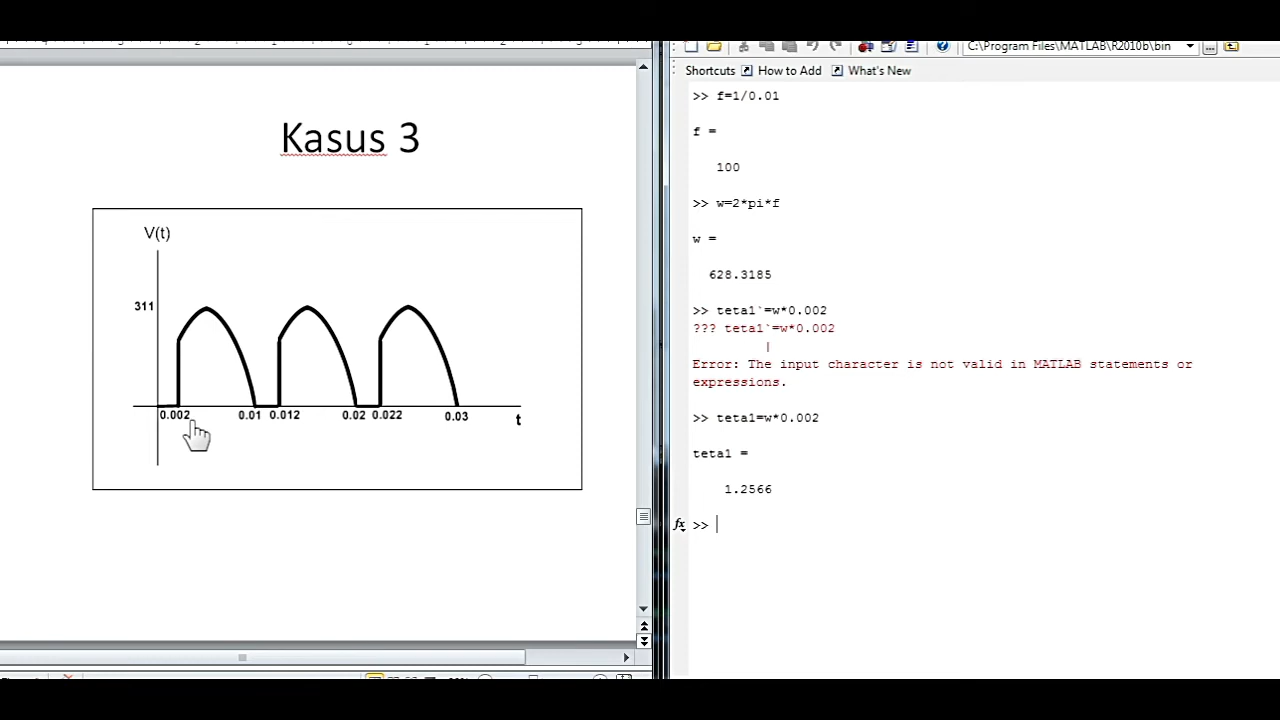 Kasus 3
V(t)
311
0.002 0.01 0.012 0.02 0.022 0.03
t
C:\Program Files\MATLAB\R2010b\bin
Shortcuts How to Add What's New
>> f=1/0.01
f =
100
>> w=2*pi*f
w =
628.3185
>> teta1`=w*0.002
??? teta1`=w*0.002
|
Error: The input character is not valid in MATLAB statements or
expressions.
>> teta1=w*0.002
teta1 =
1.2566
fx >>